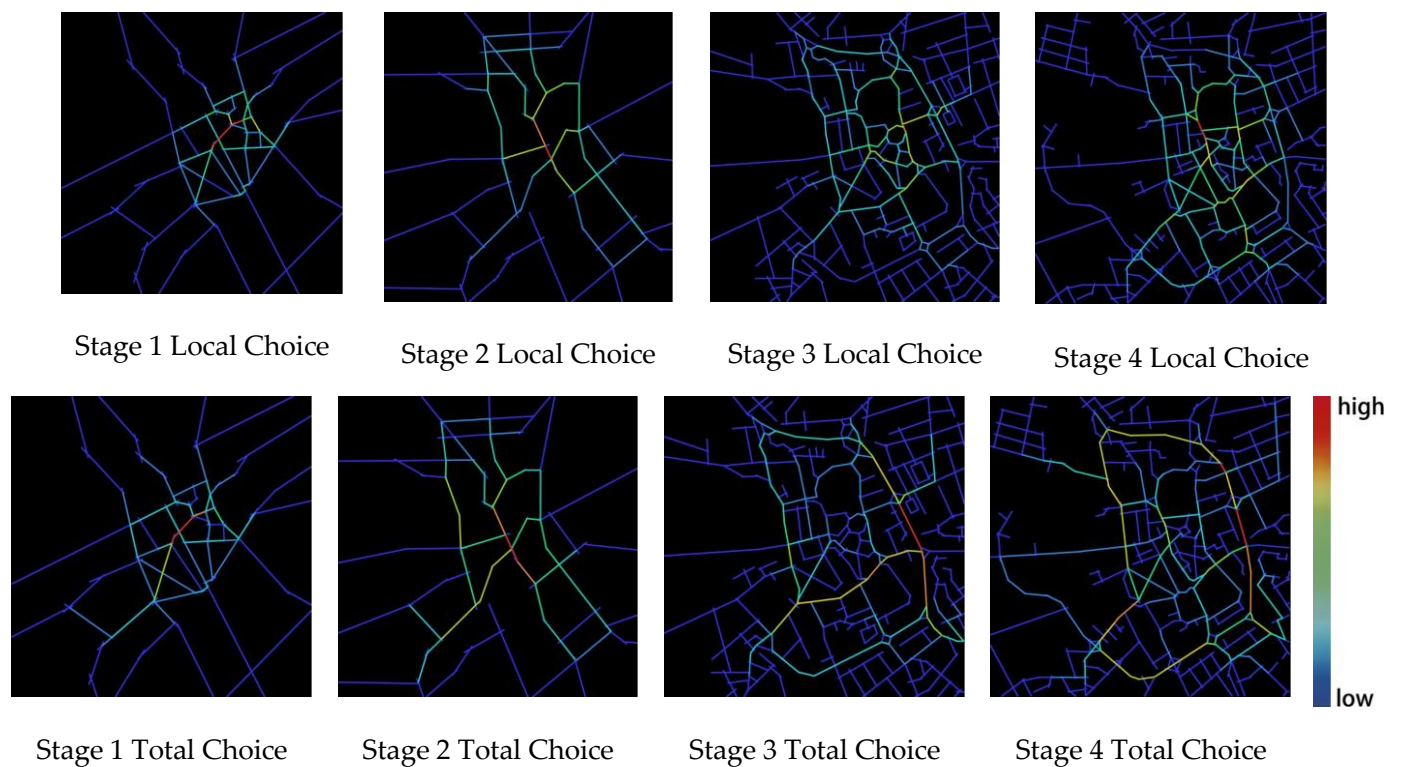 Stage 1 Local Choice
Stage 2 Local Choice
Stage 3 Local Choice
Stage 4 Local Choice
high
low
Stage 1 Total Choice
Stage 2 Total Choice
Stage 3 Total Choice
Stage 4 Total Choice